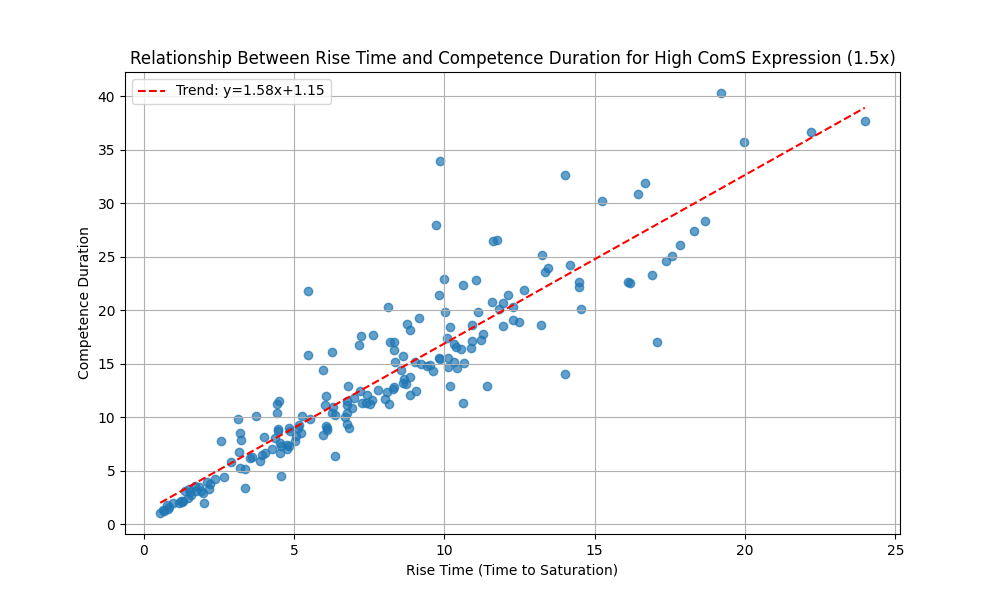 Relationship Between Rise Time and Competence Duration for High ComS Expression (1.5x)
Trend: y=1.58x+1.15
40
35
30
25
20
15
10
5
0
Competence Duration
0 5 10 15 20 25
Rise Time (Time to Saturation)